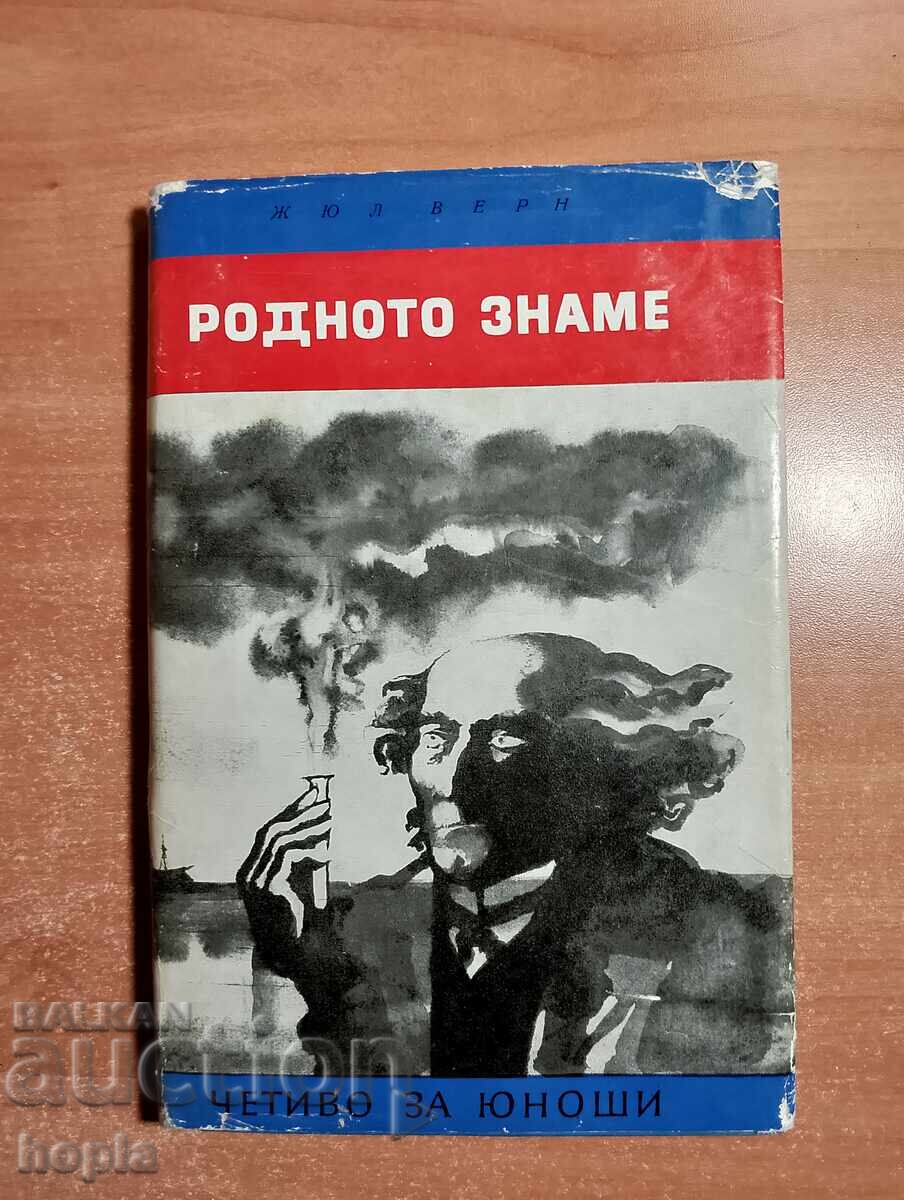 ЖЮЛ ВЕРН
РОДНОТО ЗНАМЕ
BALKAN
auction
ЧЕТИВО ЗА ЮНОШИ
hopla